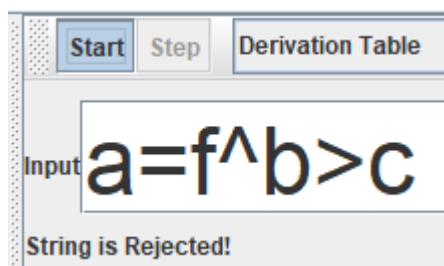 Start Step Derivation Table
Input a=f^b>c
String is Rejected!